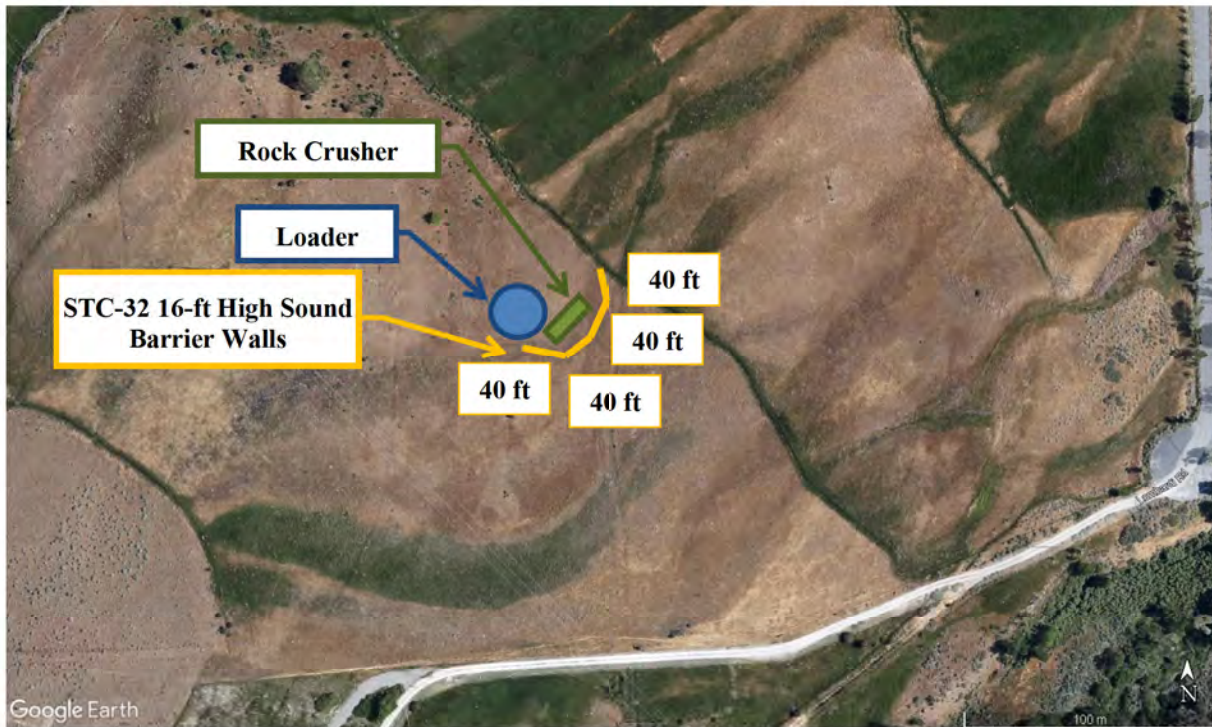 Rock Crusher
Loader
STC-32 16-ft High Sound
Barrier Walls
40 ft
40 ft
40 ft
40 ft
Google Earth
100 m
N